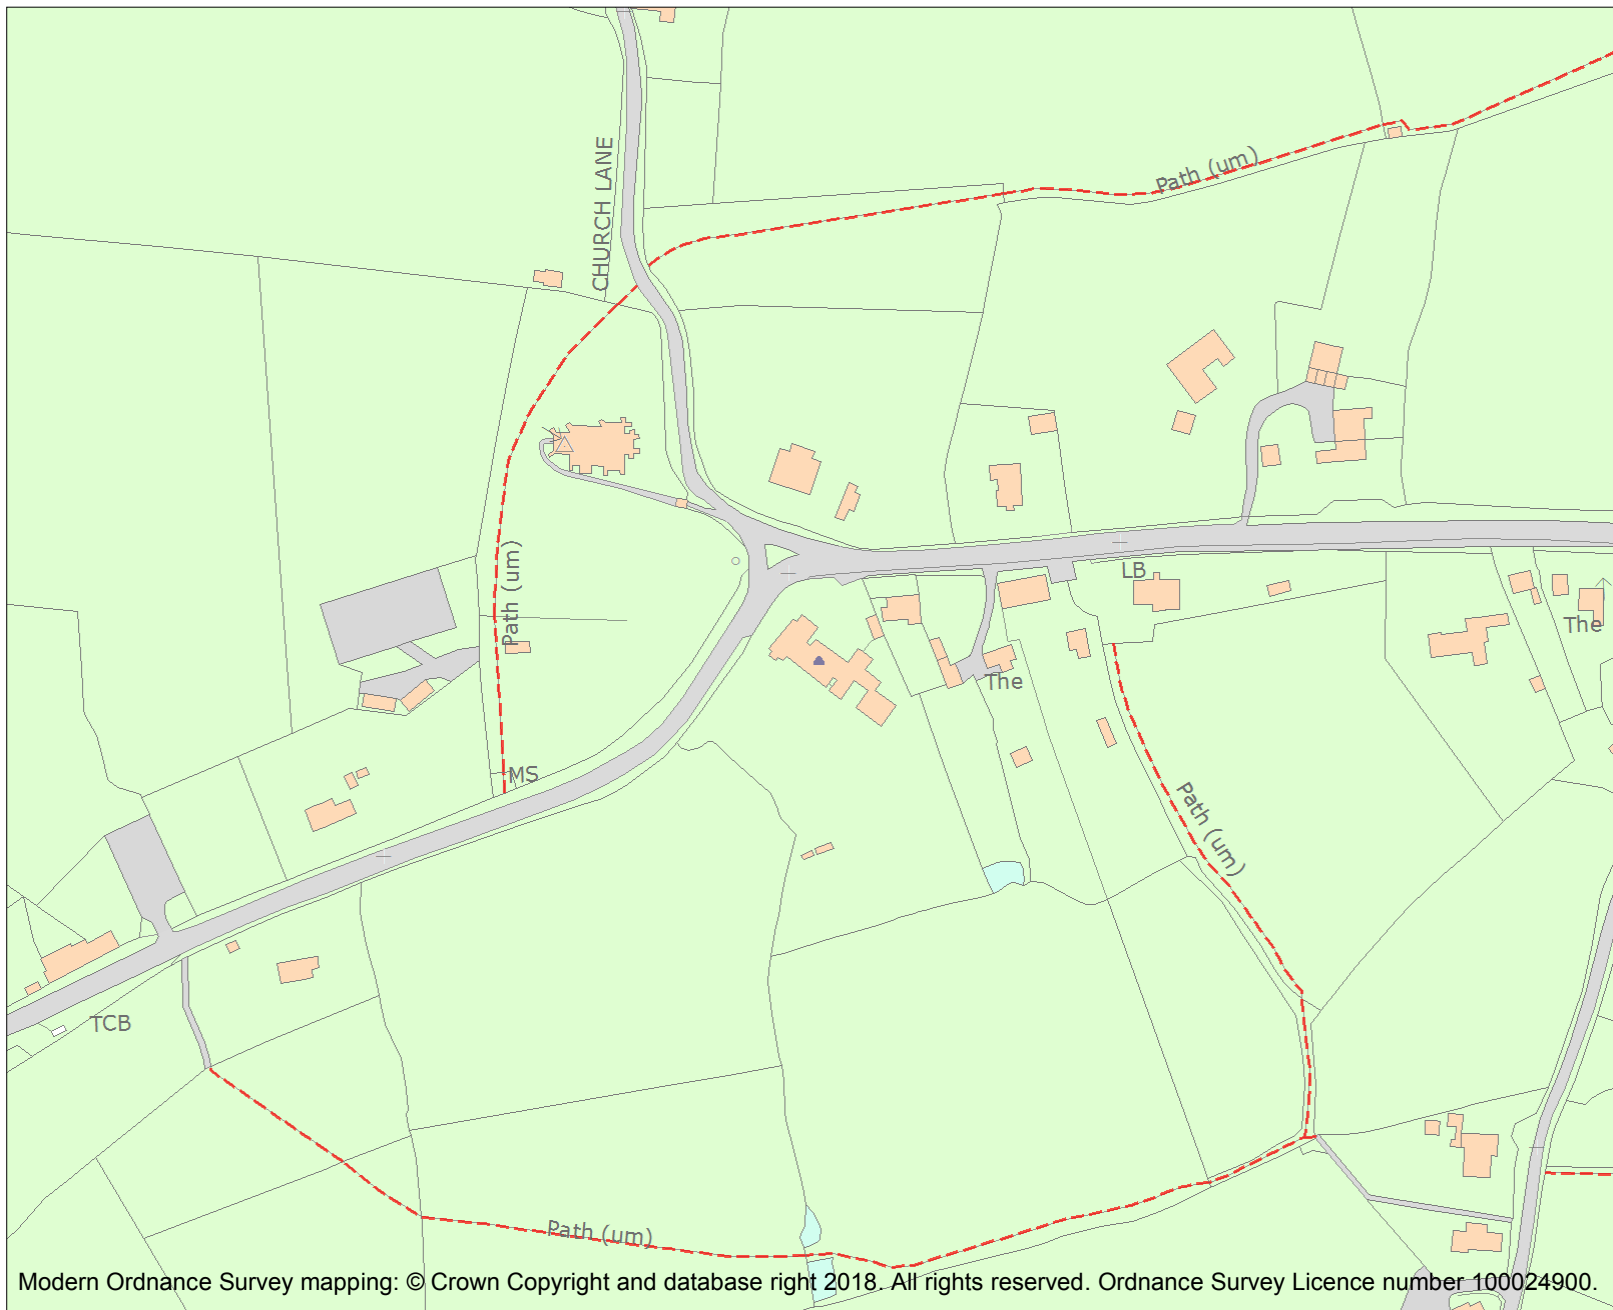 CHURCH LANE
Path (um)
LB
Path (um)
The
The
MS
Path (um)
TCB
Path (um)
Modern Ordnance Survey mapping: © Crown Copyright and database right 2018. All rights reserved. Ordnance Survey Licence number 100024900.